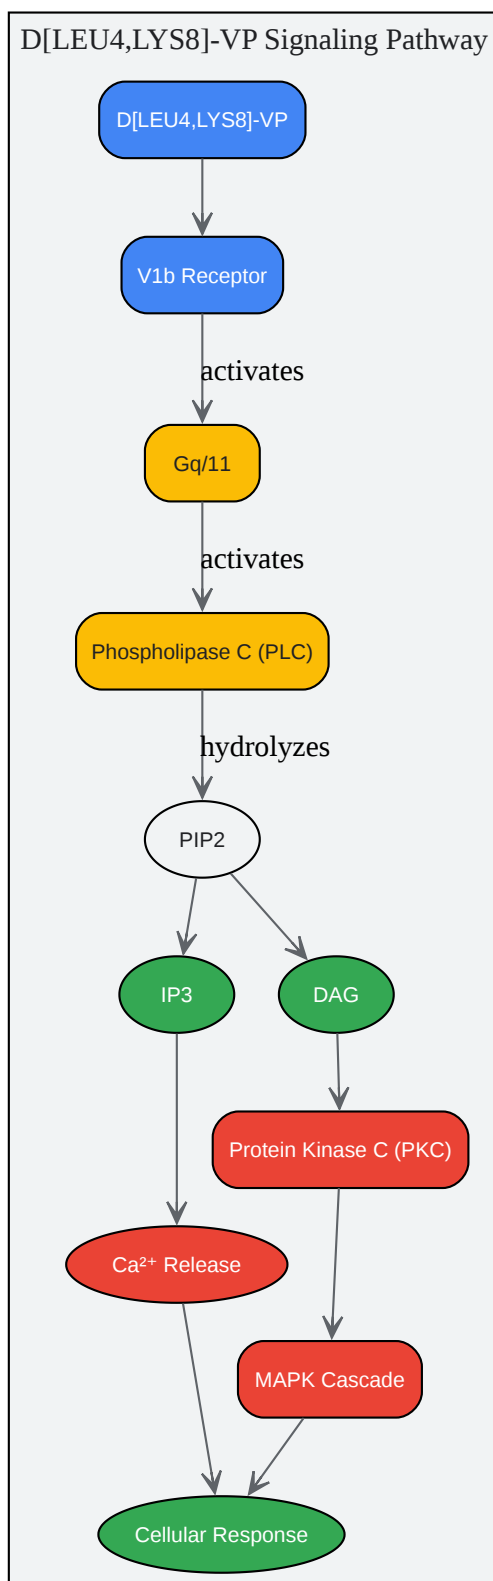 D[LEU4,LYS8]-VP Signaling Pathway
D[LEU4,LYS8]-VP
V1b Receptor
activates
Gq/11
activates
Phospholipase C (PLC)
hydrolyzes
PIP2
IP3
DAG
Protein Kinase C (PKC)
Ca²⁺ Release
MAPK Cascade
Cellular Response